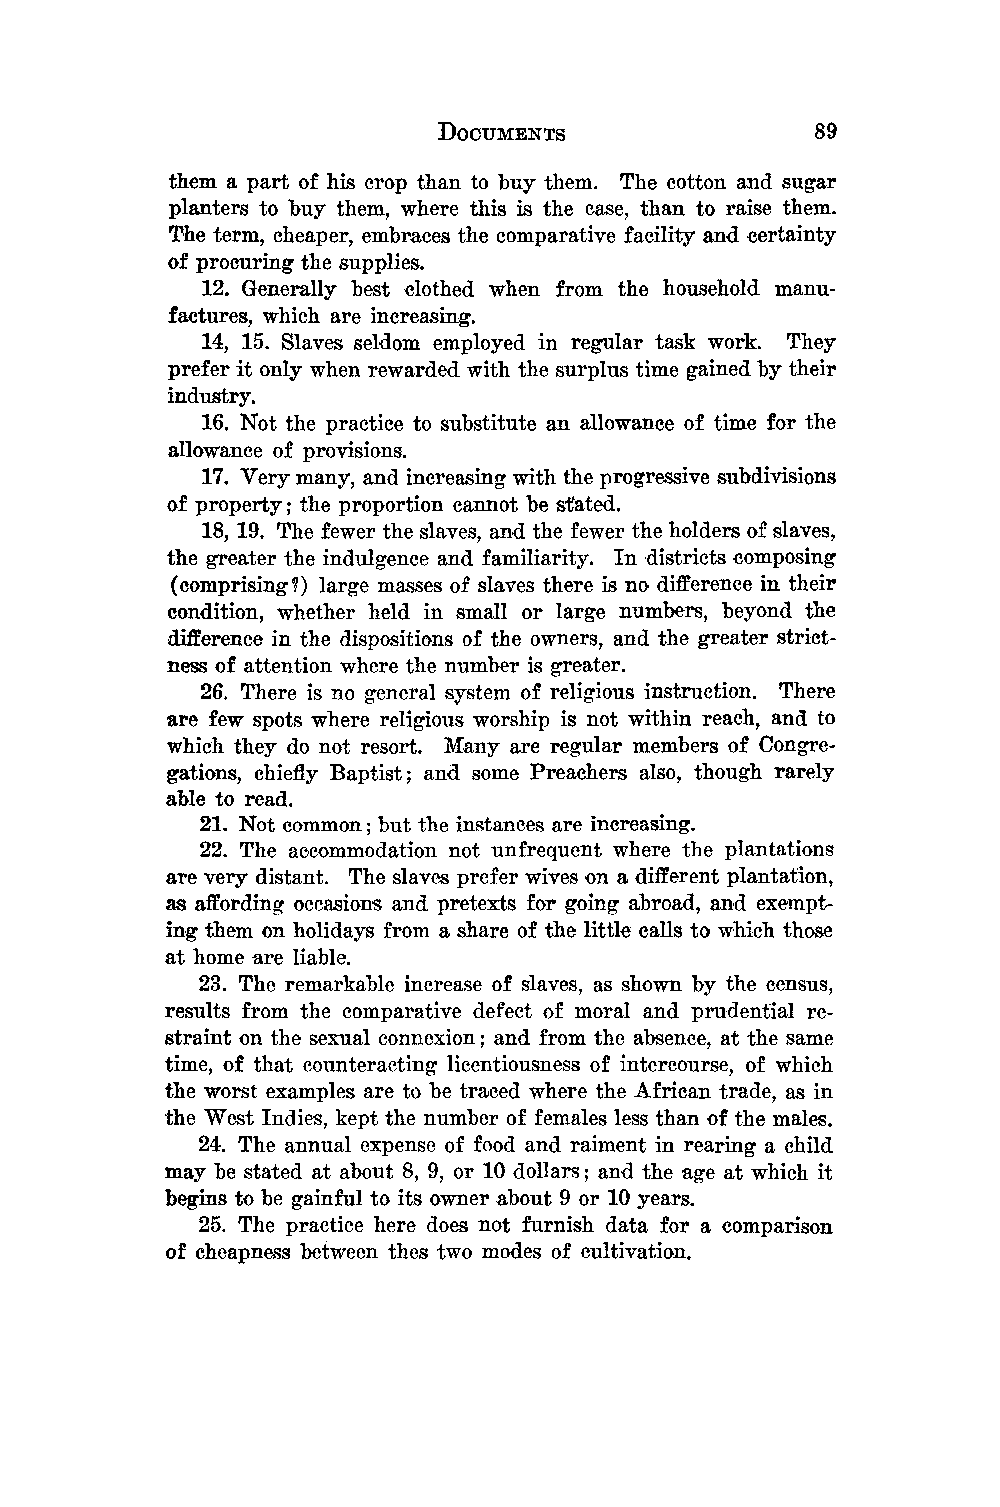 DOCUMENTS 89
them a part of his crop than to buy them. The cotton and sugar
planters to buy them, where this is the case, than to raise them.
The term, cheaper, embraces the comparative facility and certainty
of procuring the supplies.
12. Generally best clothed when from the household manu-
factures, which are increasing.
14, 15. Slaves seldom employed in regular task work. They
prefer it only when rewarded with the surplus time gained by their
industry.
16. Not the practice to substitute an allowance of time for the
allowance of provisions.
17. Very many, and increasing with the progressive subdivisions
of property; the proportion cannot be stated.
18, 19. The fewer the slaves, and the fewer the holders of slaves,
the greater the indulgence and familiarity. In districts composing
(comprising?) large masses of slaves there is no difference in their
condition, whether held in small or large numbers, beyond the
difference in the dispositions of the owners, and the greater strict-
ness of attention where the number is greater.
26. There is no general system of religious instruction. There
are few spots where religious worship is not within reach, and to
which they do not resort. Many are regular members of Congre-
gations, chiefly Baptist; and some Preachers also, though rarely
able to read.
21. Not common; but the instances are increasing.
22. The accommodation not unfrequent where the plantations
are very distant. The slaves prefer wives on a different plantation,
as affording occasions and pretexts for going abroad, and exempt-
ing them on holidays from a share of the little calls to which those
at home are liable.
23. The remarkable increase of slaves, as shown by the census,
results from the comparative defect of moral and prudential re-
straint on the sexual connexion; and from the absence, at the same
time, of that counteracting licentiousness of intercourse, of which
the worst examples are to be traced where the African trade, as in
the West Indies, kept the number of females less than of the males.
24. The annual expense of food and raiment in rearing a child
may be stated at about 8, 9, or 10 dollars; and the age at which it
begins to be gainful to its owner about 9 or 10 years.
25. The practice here does not furnish data for a comparison
of cheapness between thes two modes of cultivation.